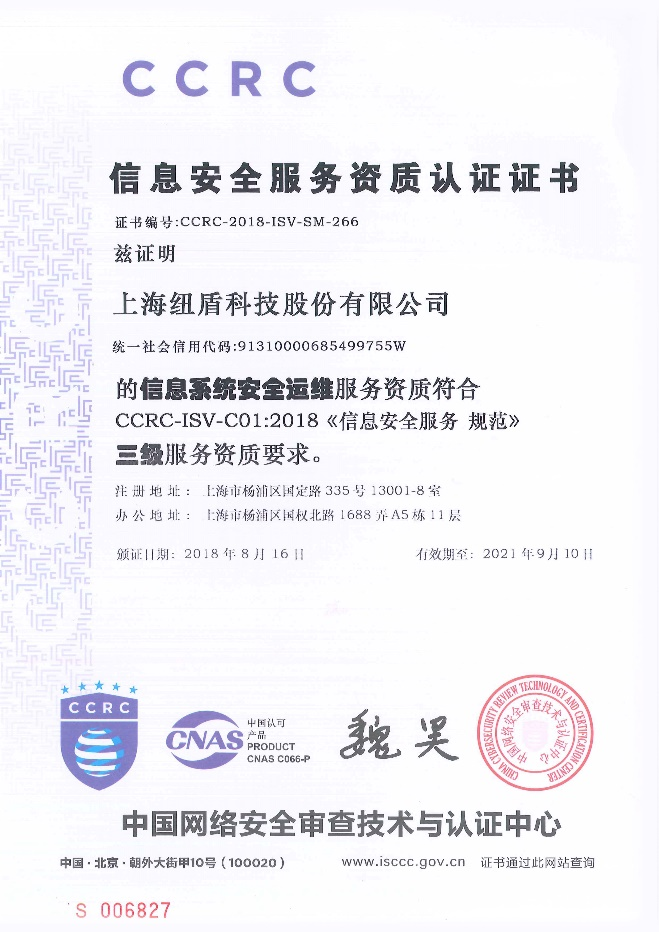 CCRC
信息安全服务资质认证证书
证书编号:CCRC-2018-ISV-SM-266
兹证明
上海纽盾科技股份有限公司
统一社会信用代码:91310000685499755W
的信息系统安全运维服务资质符合
CCRC-ISV-C01:2018《信息安全服务 规范》
三级服务资质要求。
注册地址: 上海市杨浦区国定路335号13001-8室
办公地址: 上海市杨浦区国权北路1688弄A5栋11层
颁证日期: 2018年8月16日 有效期至: 2021年9月10日
CCRC
CNAS
中国认可
产品
PRODUCT
CNAS C066-P
魏昊
CHINA CYBERSECURITY REVIEW TECHNOLOGY AND CERTIFICATION CENTER
中国网络安全审查技术与认证中心
中国网络安全审查技术与认证中心
中国·北京·朝外大街甲10号(100020) www.isccc.gov.cn 证书通过此网站查询
S 006827